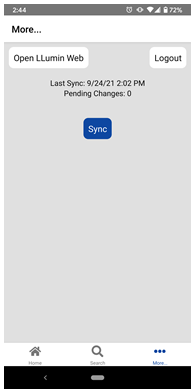 2:44 72%
More...
Open LLumin Web Logout
Last Sync: 9/24/21 2:02 PM
Pending Changes: 0
Sync
Home Search More...